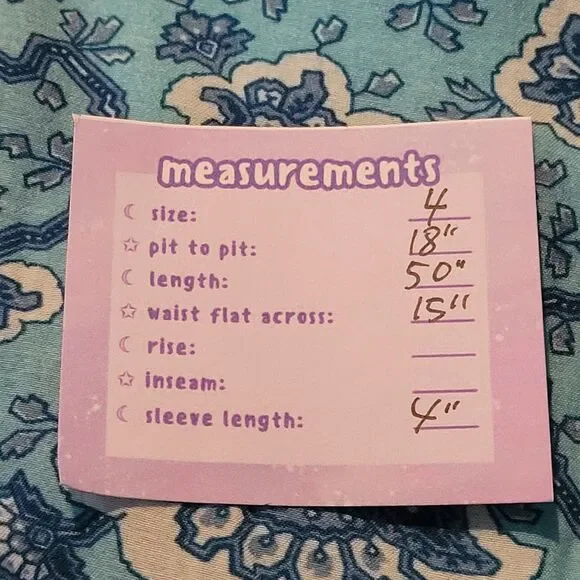 measurements
size: 4
pit to pit: 18"
length: 50"
waist flat across: 15"
rise:
inseam:
sleeve length: 4"